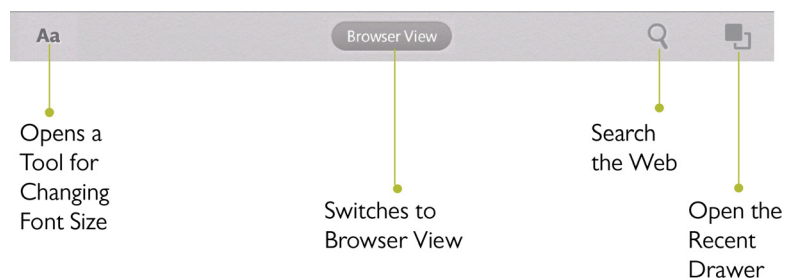 Aa
Browser View
Opens a
Tool for
Changing
Font Size
Switches to
Browser View
Search
the Web
Open the
Recent
Drawer